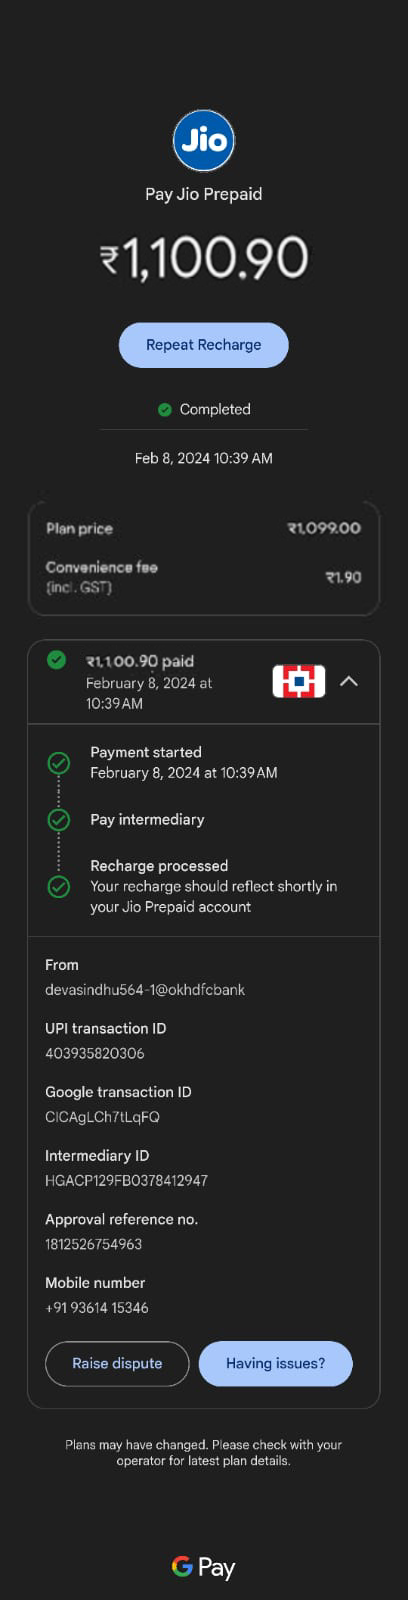 Jio
Pay Jio Prepaid
₹1,100.90
Repeat Recharge
Completed
Feb 8, 2024 10:39 AM
Plan price ₹1,099.00
Convenience fee
(incl. GST) ₹1.90
₹1,100.90 paid
February 8, 2024 at
10:39 AM
Payment started
February 8, 2024 at 10:39 AM
Pay intermediary
Recharge processed
Your recharge should reflect shortly in
your Jio Prepaid account
From
devasindhu564-1@okhdfcbank
UPI transaction ID
403935820306
Google transaction ID
CICAgLCh7tLqFQ
Intermediary ID
HGACP129FB0378412947
Approval reference no.
1812526754963
Mobile number
+91 93614 15346
Raise dispute Having issues?
Plans may have changed. Please check with your
operator for latest plan details.
G Pay